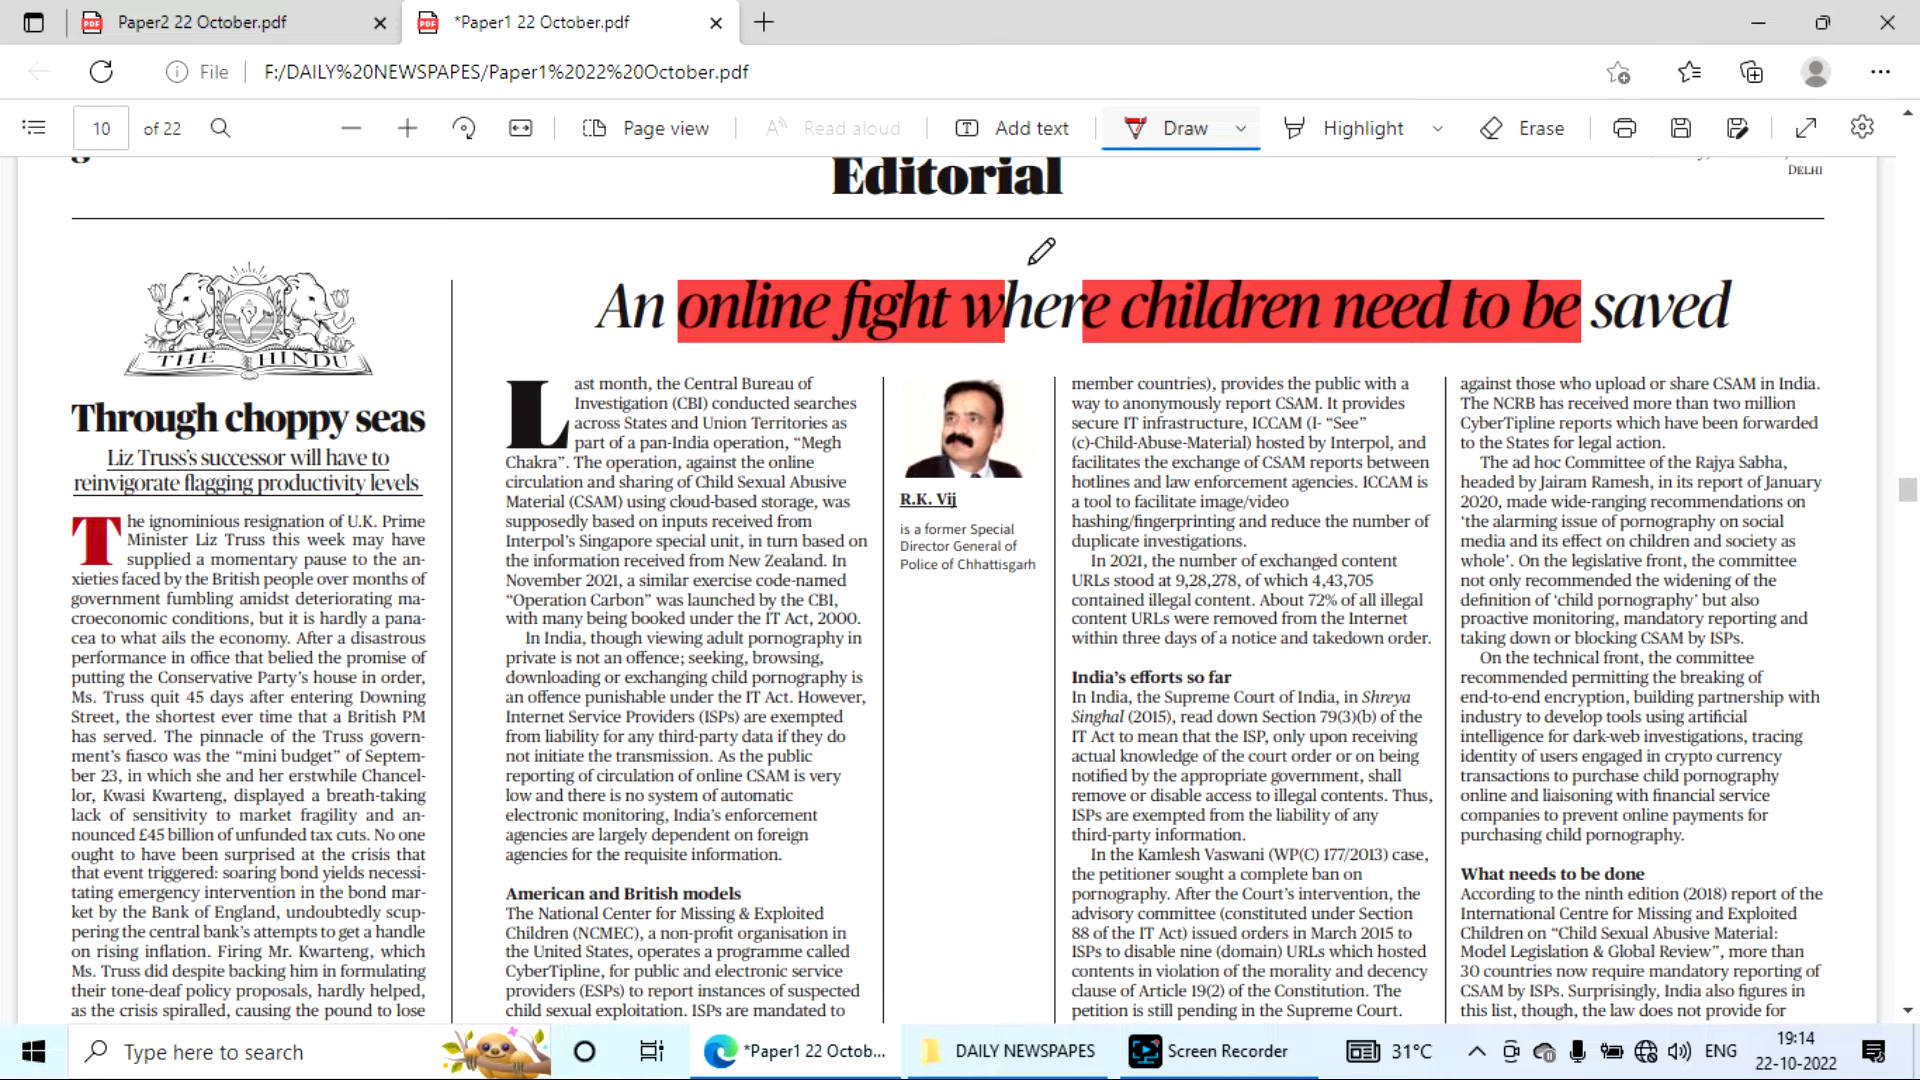 Paper2 22 October.pdf
*Paper1 22 October.pdf
File
F:/DAILY%20NEWSPAPES/Paper1%2022%20October.pdf
10 of 22
Page view
Read aloud
Add text
Draw
Highlight
Erase
Editorial
DELHI
THE HINDU
Through choppy seas
Liz Truss's successor will have to
reinvigorate flagging productivity levels
The ignominious resignation of U.K. Prime
Minister Liz Truss this week may have
supplied a momentary pause to the an-
xieties faced by the British people over months of
government fumbling amidst deteriorating ma-
croeconomic conditions, but it is hardly a pana-
cea to what ails the economy. After a disastrous
performance in office that belied the promise of
putting the Conservative Party's house in order,
Ms. Truss quit 45 days after entering Downing
Street, the shortest ever time that a British PM
has served. The pinnacle of the Truss govern-
ment's fiasco was the “mini budget” of Septem-
ber 23, in which she and her erstwhile Chancel-
lor, Kwasi Kwarteng, displayed a breath-taking
lack of sensitivity to market fragility and an-
nounced £45 billion of unfunded tax cuts. No one
ought to have been surprised at the crisis that
that event triggered: soaring bond yields necessi-
tating emergency intervention in the bond mar-
ket by the Bank of England, undoubtedly scup-
pering the central bank's attempts to get a handle
on rising inflation. Firing Mr. Kwarteng, which
Ms. Truss did despite backing him in formulating
their tone-deaf policy proposals, hardly helped,
as the crisis spiralled, causing the pound to lose
An online fight where children need to be saved
Last month, the Central Bureau of
Investigation (CBI) conducted searches
across States and Union Territories as
part of a pan-India operation, “Megh
Chakra”. The operation, against the online
circulation and sharing of Child Sexual Abusive
Material (CSAM) using cloud-based storage, was
supposedly based on inputs received from
Interpol's Singapore special unit, in turn based on
the information received from New Zealand. In
November 2021, a similar exercise code-named
“Operation Carbon” was launched by the CBI,
with many being booked under the IT Act, 2000.
In India, though viewing adult pornography in
private is not an offence; seeking, browsing,
downloading or exchanging child pornography is
an offence punishable under the IT Act. However,
Internet Service Providers (ISPs) are exempted
from liability for any third-party data if they do
not initiate the transmission. As the public
reporting of circulation of online CSAM is very
low and there is no system of automatic
electronic monitoring, India's enforcement
agencies are largely dependent on foreign
agencies for the requisite information.
American and British models
The National Center for Missing & Exploited
Children (NCMEC), a non-profit organisation in
the United States, operates a programme called
CyberTipline, for public and electronic service
providers (ESPs) to report instances of suspected
child sexual exploitation. ISPs are mandated to
R.K. Vij
is a former Special
Director General of
Police of Chhattisgarh
member countries), provides the public with a
way to anonymously report CSAM. It provides
secure IT infrastructure, ICCAM (I- “See”
(c)-Child-Abuse-Material) hosted by Interpol, and
facilitates the exchange of CSAM reports between
hotlines and law enforcement agencies. ICCAM is
a tool to facilitate image/video
hashing/fingerprinting and reduce the number of
duplicate investigations.
In 2021, the number of exchanged content
URLs stood at 9,28,278, of which 4,43,705
contained illegal content. About 72% of all illegal
content URLs were removed from the Internet
within three days of a notice and takedown order.
India's efforts so far
In India, the Supreme Court of India, in Shreya
Singhal (2015), read down Section 79(3)(b) of the
IT Act to mean that the ISP, only upon receiving
actual knowledge of the court order or on being
notified by the appropriate government, shall
remove or disable access to illegal contents. Thus,
ISPs are exempted from the liability of any
third-party information.
In the Kamlesh Vaswani (WP(C) 177/2013) case,
the petitioner sought a complete ban on
pornography. After the Court's intervention, the
advisory committee (constituted under Section
88 of the IT Act) issued orders in March 2015 to
ISPs to disable nine (domain) URLs which hosted
contents in violation of the morality and decency
clause of Article 19(2) of the Constitution. The
petition is still pending in the Supreme Court.
against those who upload or share CSAM in India.
The NCRB has received more than two million
CyberTipline reports which have been forwarded
to the States for legal action.
The ad hoc Committee of the Rajya Sabha,
headed by Jairam Ramesh, in its report of January
2020, made wide-ranging recommendations on
‘the alarming issue of pornography on social
media and its effect on children and society as
whole’. On the legislative front, the committee
not only recommended the widening of the
definition of ‘child pornography’ but also
proactive monitoring, mandatory reporting and
taking down or blocking CSAM by ISPs.
On the technical front, the committee
recommended permitting the breaking of
end-to-end encryption, building partnership with
industry to develop tools using artificial
intelligence for dark-web investigations, tracing
identity of users engaged in crypto currency
transactions to purchase child pornography
online and liaisoning with financial service
companies to prevent online payments for
purchasing child pornography.
What needs to be done
According to the ninth edition (2018) report of the
International Centre for Missing and Exploited
Children on “Child Sexual Abusive Material:
Model Legislation & Global Review”, more than
30 countries now require mandatory reporting of
CSAM by ISPs. Surprisingly, India also figures in
this list, though, the law does not provide for
Type here to search
*Paper1 22 Octob...
DAILY NEWSPAPES
Screen Recorder
31°C
ENG
19:14
22-10-2022